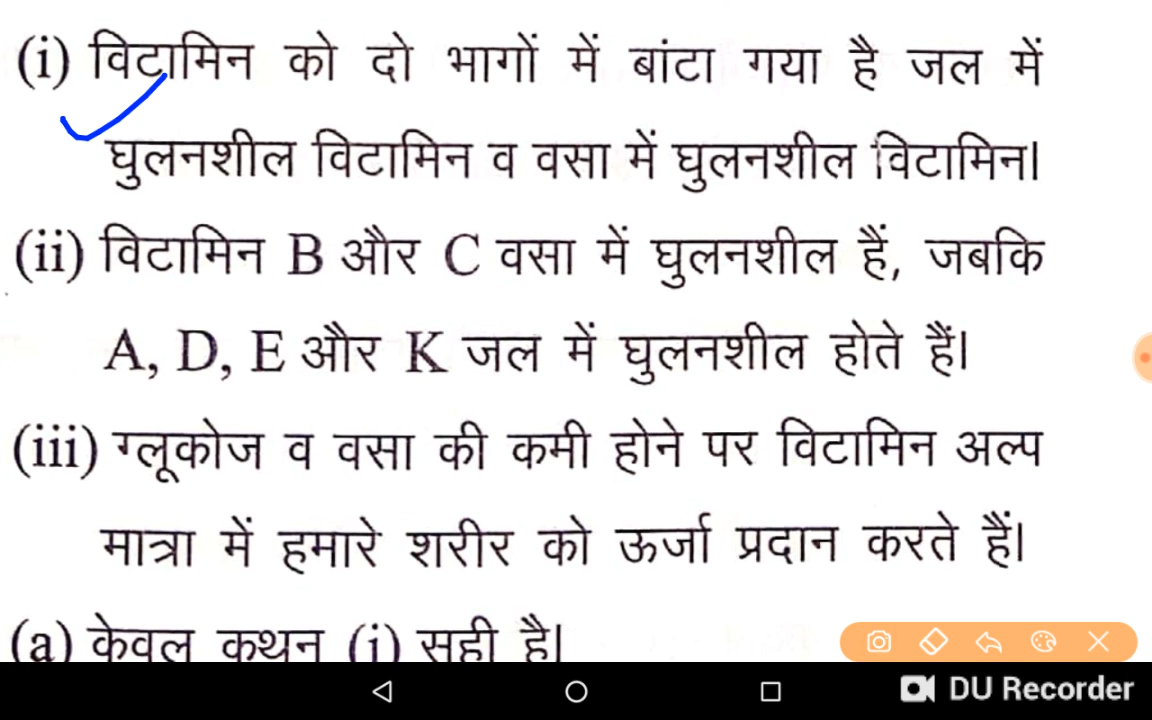 (i) विटामिन को दो भागों में बांटा गया है जल में
घुलनशील विटामिन व वसा में घुलनशील विटामिन।
(ii) विटामिन B और C वसा में घुलनशील हैं, जबकि
A, D, E और K जल में घुलनशील होते हैं।
(iii) ग्लूकोज व वसा की कमी होने पर विटामिन अल्प
मात्रा में हमारे शरीर को ऊर्जा प्रदान करते हैं।
(a) केवल कथन (i) सही है।
DU Recorder